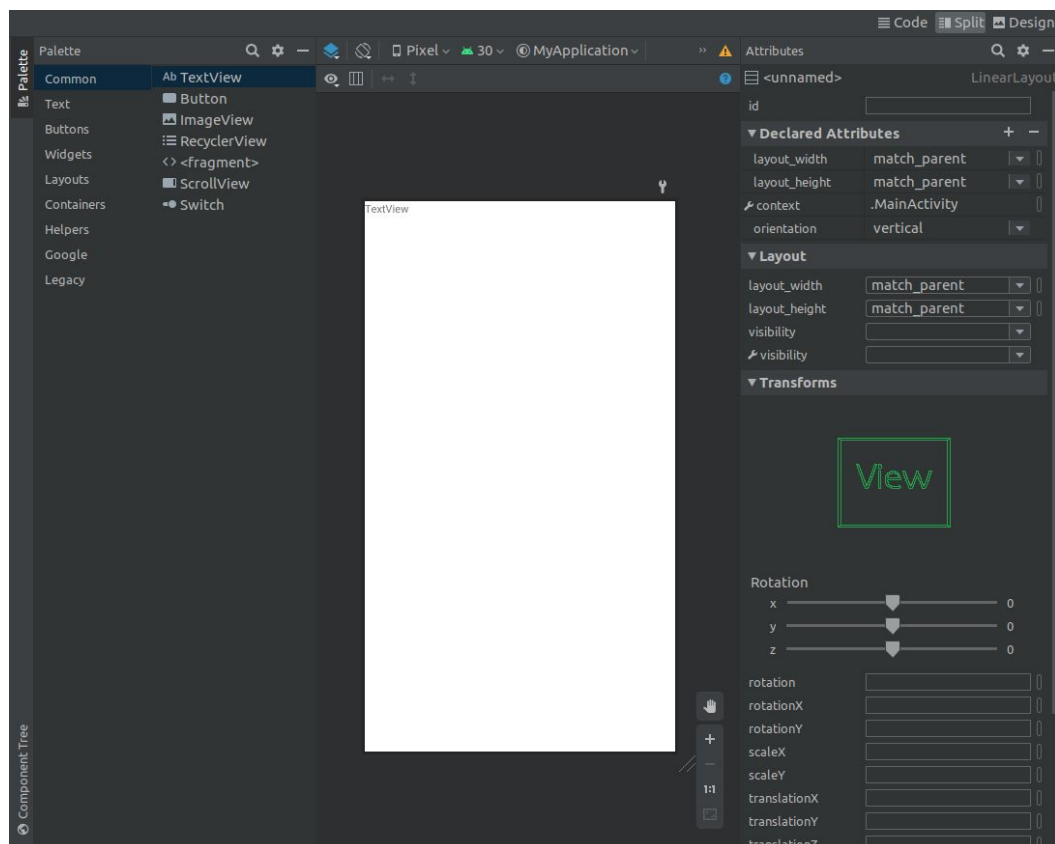 Code Split Design
Palette
Palette
Component Tree
Common
Text
Buttons
Widgets
Layouts
Containers
Helpers
Google
Legacy
Ab TextView
Button
ImageView
RecyclerView
<> <fragment>
ScrollView
Switch
Pixel 30 MyApplication »
?
TextView
+
−
1:1
Attributes
<unnamed> LinearLayout
id
Declared Attributes + −
layout_width match_parent
layout_height match_parent
context .MainActivity
orientation vertical
Layout
layout_width match_parent
layout_height match_parent
visibility
visibility
Transforms
View
Rotation
x 0
y 0
z 0
rotation
rotationX
rotationY
scaleX
scaleY
translationX
translationY
translationZ